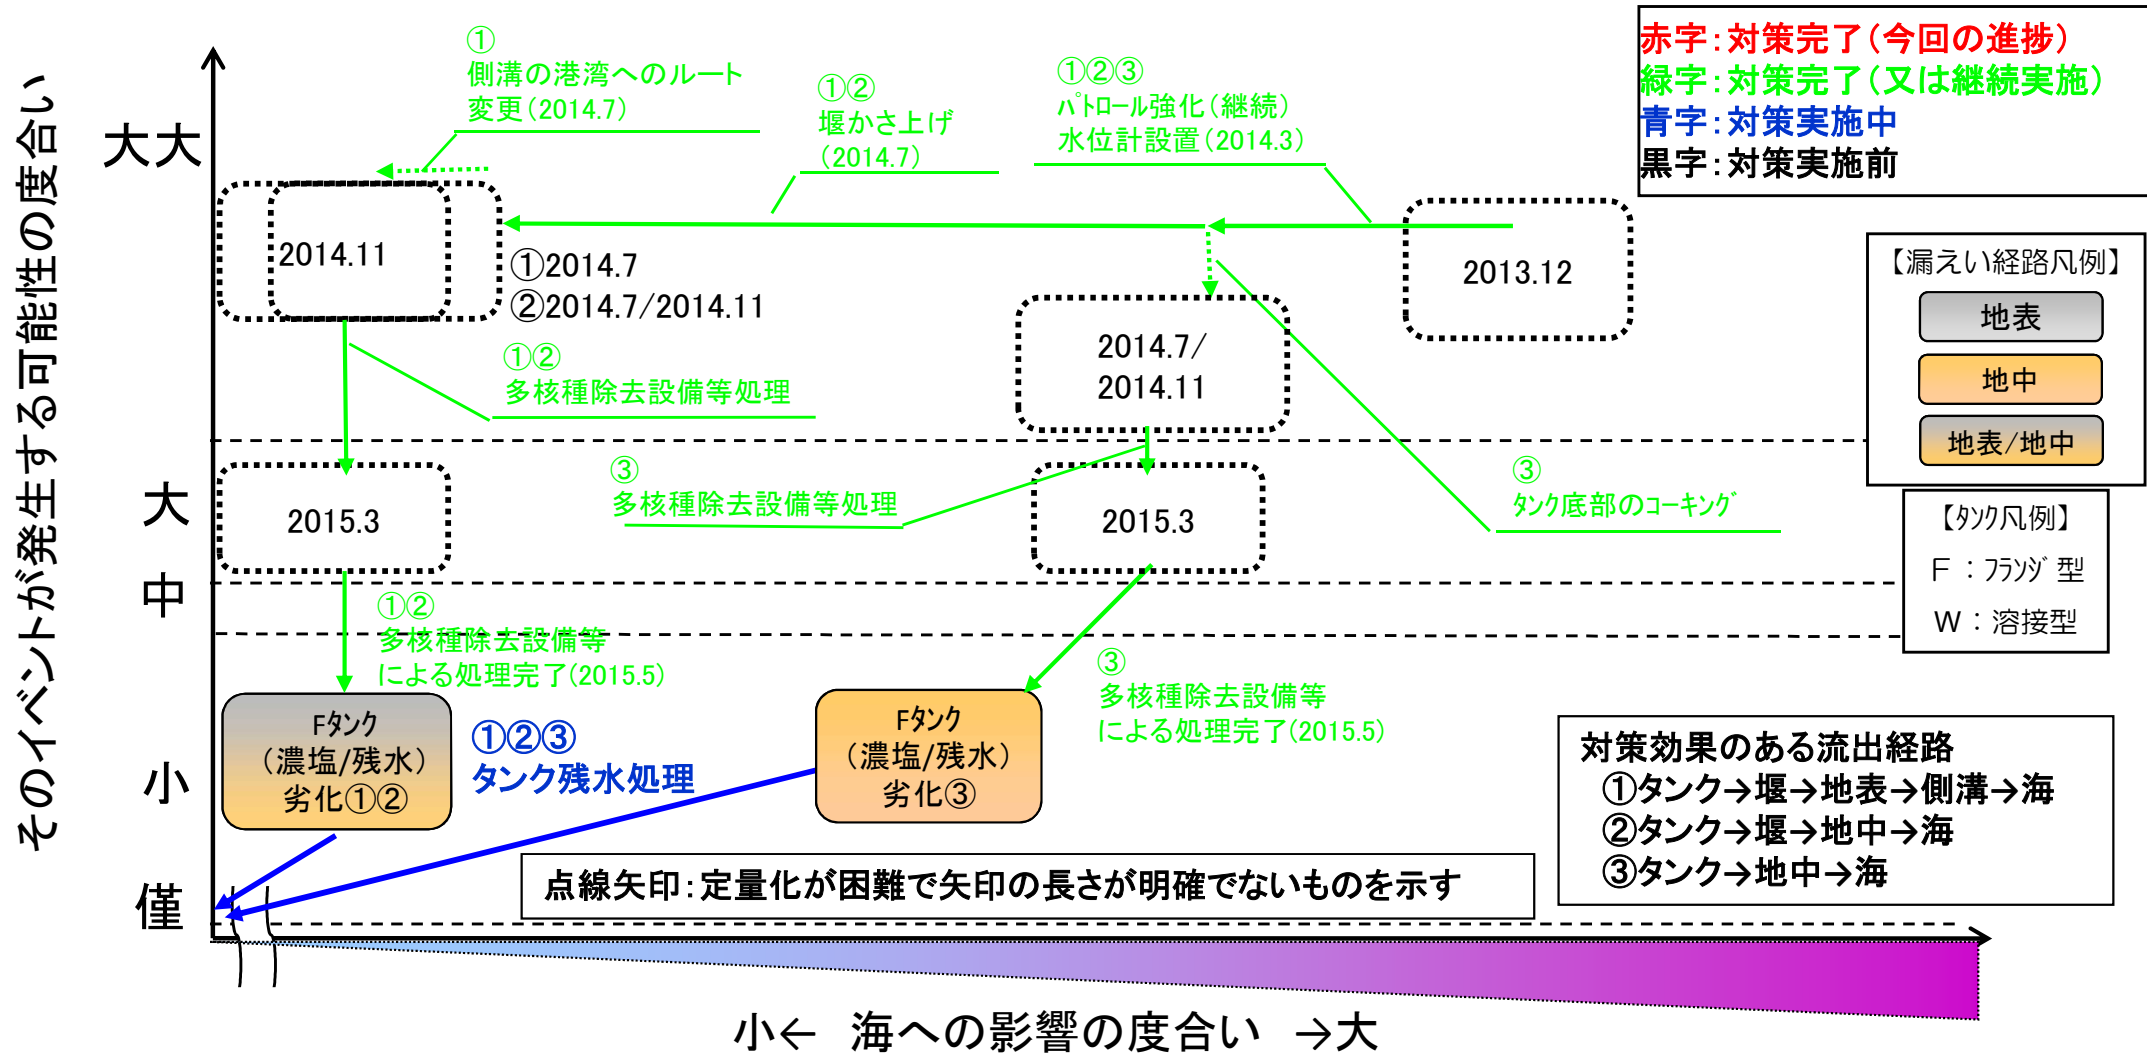 そのイベントが発生する可能性の度合い
大大
大
中
小
僅
①
側溝の港湾へのルート
変更(2014.7)
①②
堰かさ上げ
(2014.7)
①②③
パトロール強化(継続)
水位計設置(2014.3)
赤字:対策完了(今回の進捗)
緑字:対策完了(又は継続実施)
青字:対策実施中
黒字:対策実施前
2014.11
①2014.7
②2014.7/2014.11
2013.12
2014.7/
2014.11
【漏えい経路凡例】
地表
地中
地表/地中
①②
多核種除去設備等処理
③
多核種除去設備等処理
③
タンク底部のコーキング
2015.3
2015.3
【タンク凡例】
F:フランジ型
W:溶接型
①②
多核種除去設備等
による処理完了(2015.5)
③
多核種除去設備等
による処理完了(2015.5)
Fタンク
(濃塩/残水)
劣化①②
①②③
タンク残水処理
Fタンク
(濃塩/残水)
劣化③
対策効果のある流出経路
①タンク→堰→地表→側溝→海
②タンク→堰→地中→海
③タンク→地中→海
点線矢印:定量化が困難で矢印の長さが明確でないものを示す
小← 海への影響の度合い →大